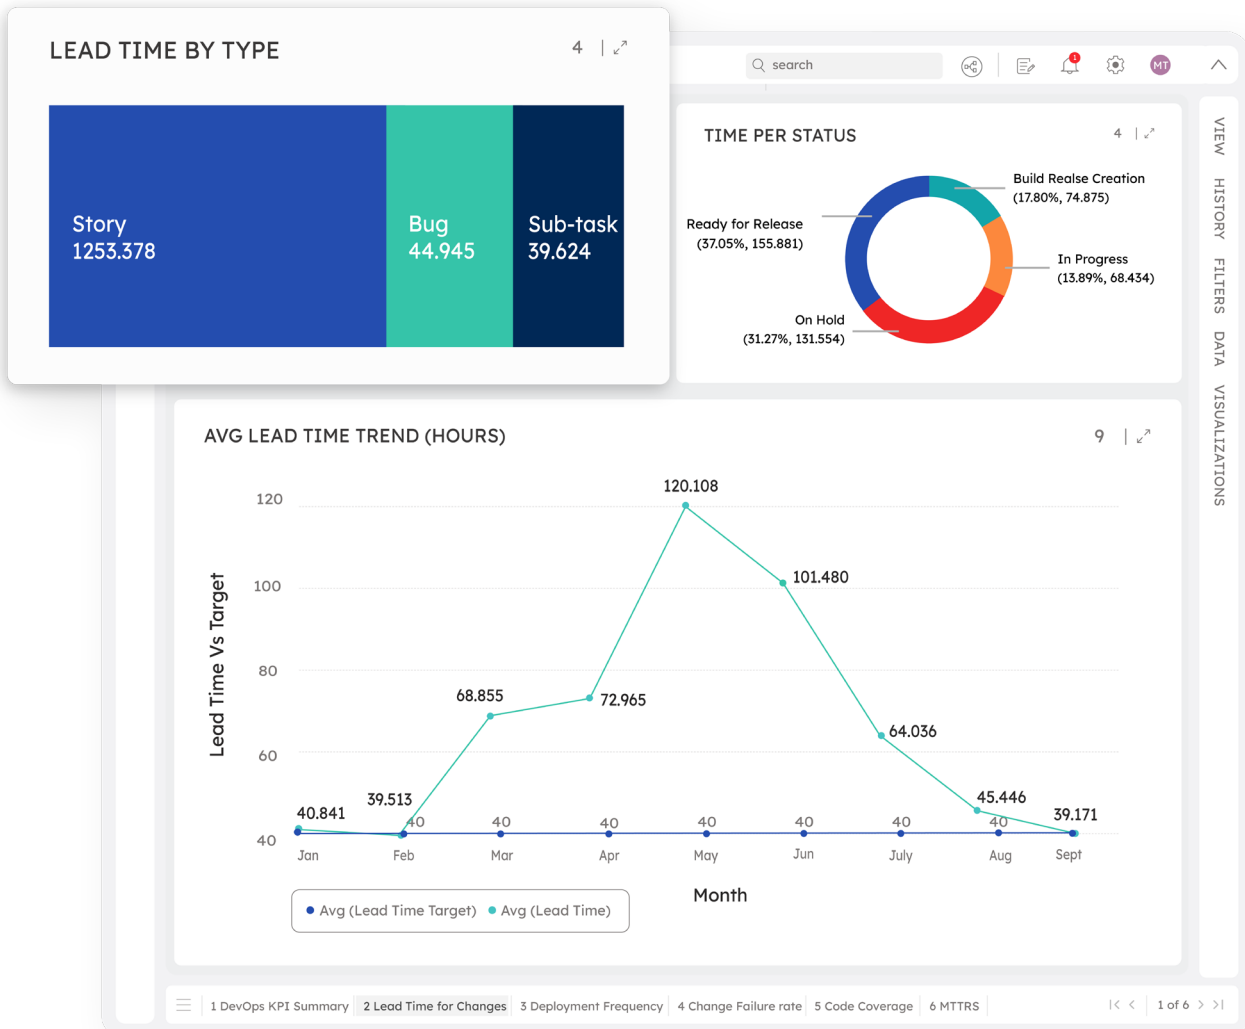 LEAD TIME BY TYPE
4
Story
1253.378
Bug
44.945
Sub-task
39.624
search
1
MT
TIME PER STATUS
4
Build Realse Creation
(17.80%, 74.875)
Ready for Release
(37.05%, 155.881)
In Progress
(13.89%, 68.434)
On Hold
(31.27%, 131.554)
VIEW
HISTORY
FILTERS
DATA
VISUALIZATIONS
AVG LEAD TIME TREND (HOURS)
9
Lead Time Vs Target
120
100
80
60
40
40.841
39.513
68.855
72.965
120.108
101.480
64.036
45.446
39.171
40
40
40
40
40
40
40
Jan
Feb
Mar
Apr
May
Jun
July
Aug
Sept
Month
Avg (Lead Time Target)
Avg (Lead Time)
1 DevOps KPI Summary
2 Lead Time for Changes
3 Deployment Frequency
4 Change Failure rate
5 Code Coverage
6 MTTRS
1 of 6